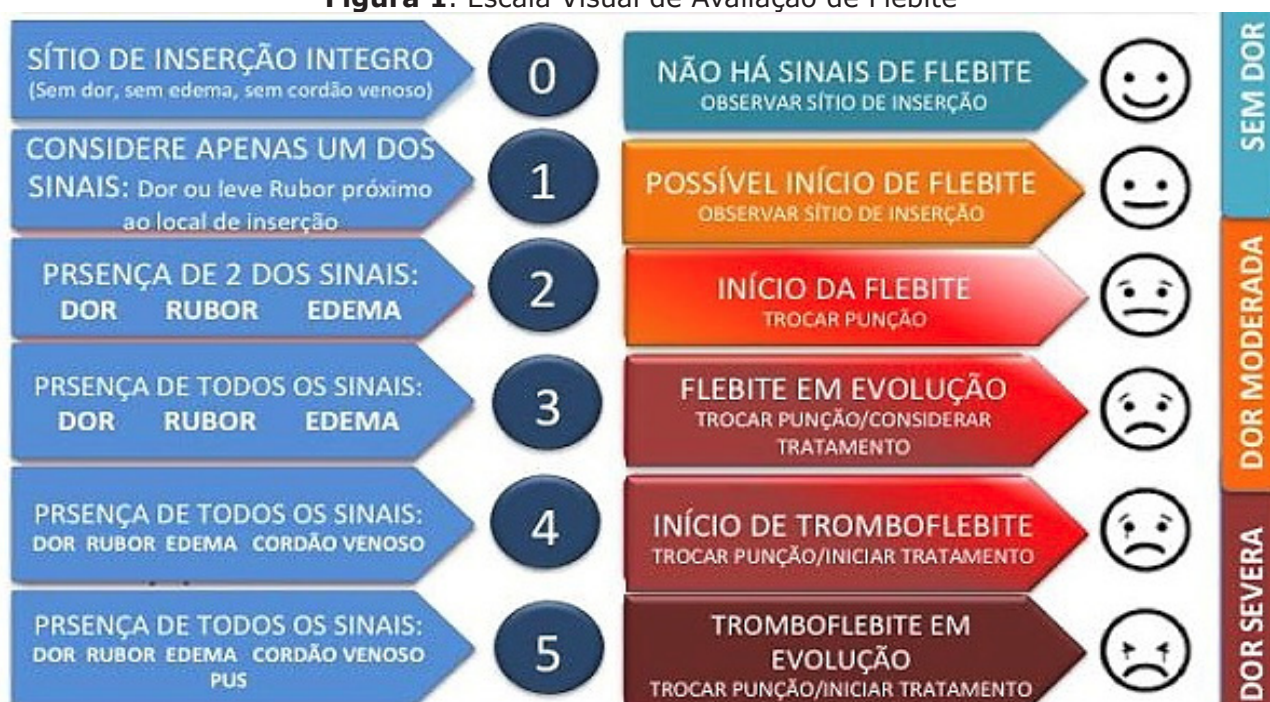 Figura 1: Escala Visual de Avaliação de Flebite
SÍTIO DE INSERÇÃO INTEGRO
(Sem dor, sem edema, sem cordão venoso)
0
NÃO HÁ SINAIS DE FLEBITE
OBSERVAR SÍTIO DE INSERÇÃO
CONSIDERE APENAS UM DOS
SINAIS: Dor ou leve Rubor próximo
ao local de inserção
1
POSSÍVEL INÍCIO DE FLEBITE
OBSERVAR SÍTIO DE INSERÇÃO
PRSENÇA DE 2 DOS SINAIS:
DOR RUBOR EDEMA
2
INÍCIO DA FLEBITE
TROCAR PUNÇÃO
PRSENÇA DE TODOS OS SINAIS:
DOR RUBOR EDEMA
3
FLEBITE EM EVOLUÇÃO
TROCAR PUNÇÃO/CONSIDERAR
TRATAMENTO
PRSENÇA DE TODOS OS SINAIS:
DOR RUBOR EDEMA CORDÃO VENOSO
4
INÍCIO DE TROMBOFLEBITE
TROCAR PUNÇÃO/INICIAR TRATAMENTO
PRSENÇA DE TODOS OS SINAIS:
DOR RUBOR EDEMA CORDÃO VENOSO
PUS
5
TROMBOFLEBITE EM
EVOLUÇÃO
TROCAR PUNÇÃO/INICIAR TRATAMENTO
SEM DOR
DOR MODERADA
DOR SEVERA